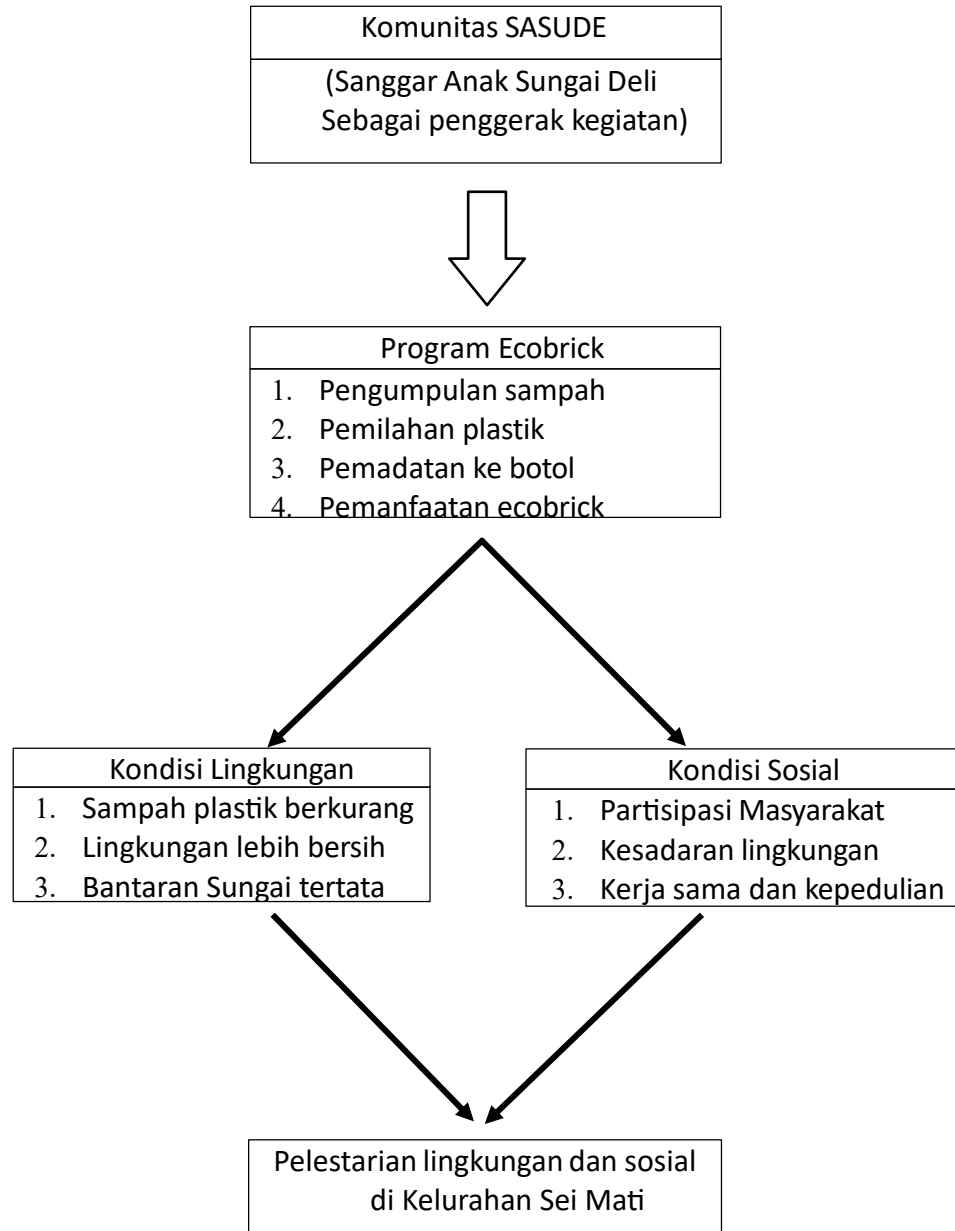 Komunitas SASUDE
(Sanggar Anak Sungai Deli
Sebagai penggerak kegiatan)
Program Ecobrick
1. Pengumpulan sampah
2. Pemilahan plastik
3. Pemadatan ke botol
4. Pemanfaatan ecobrick
Kondisi Lingkungan
1. Sampah plastik berkurang
2. Lingkungan lebih bersih
3. Bantaran Sungai tertata
Kondisi Sosial
1. Partisipasi Masyarakat
2. Kesadaran lingkungan
3. Kerja sama dan kepedulian
Pelestarian lingkungan dan sosial
di Kelurahan Sei Mati